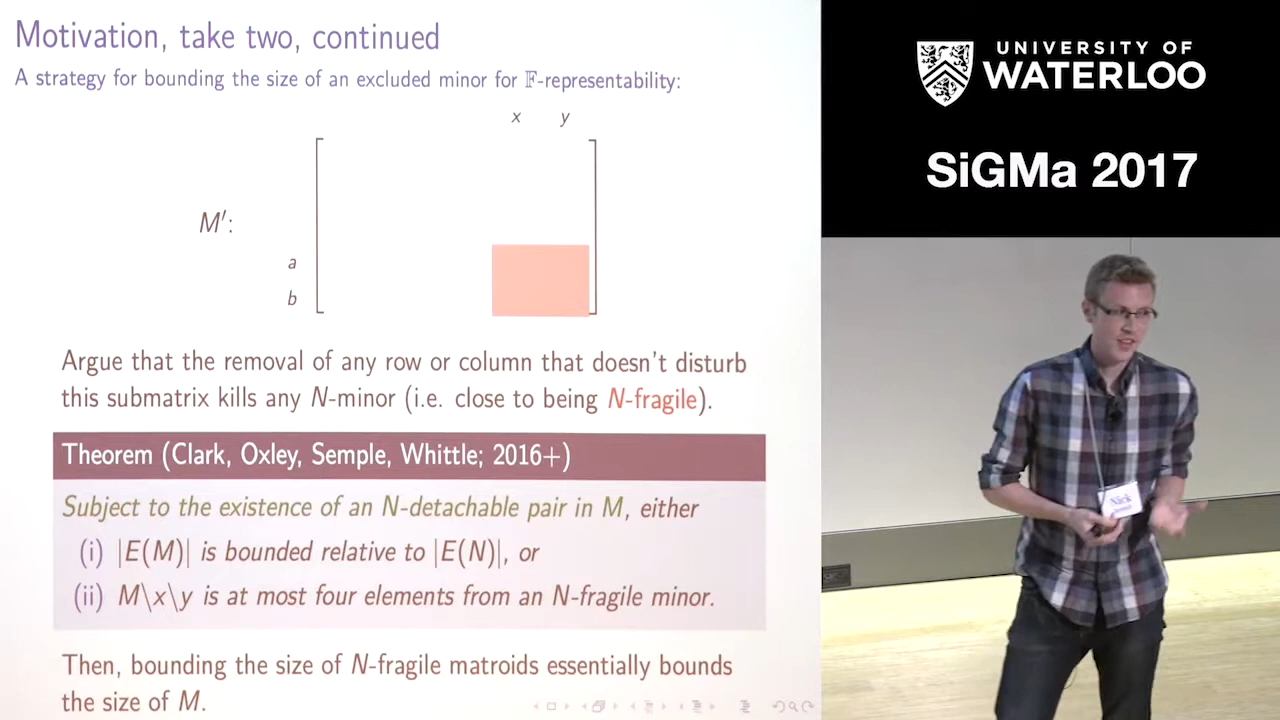 Motivation, take two, continued
A strategy for bounding the size of an excluded minor for 𝔽-representability:
x y
M′:
a
b
Argue that the removal of any row or column that doesn't disturb
this submatrix kills any N-minor (i.e. close to being N-fragile).
Theorem (Clark, Oxley, Semple, Whittle; 2016+)
Subject to the existence of an N-detachable pair in M, either
(i) |E(M)| is bounded relative to |E(N)|, or
(ii) M\x\y is at most four elements from an N-fragile minor.
Then, bounding the size of N-fragile matroids essentially bounds
the size of M.
UNIVERSITY OF
WATERLOO
SiGMa 2017
Nick